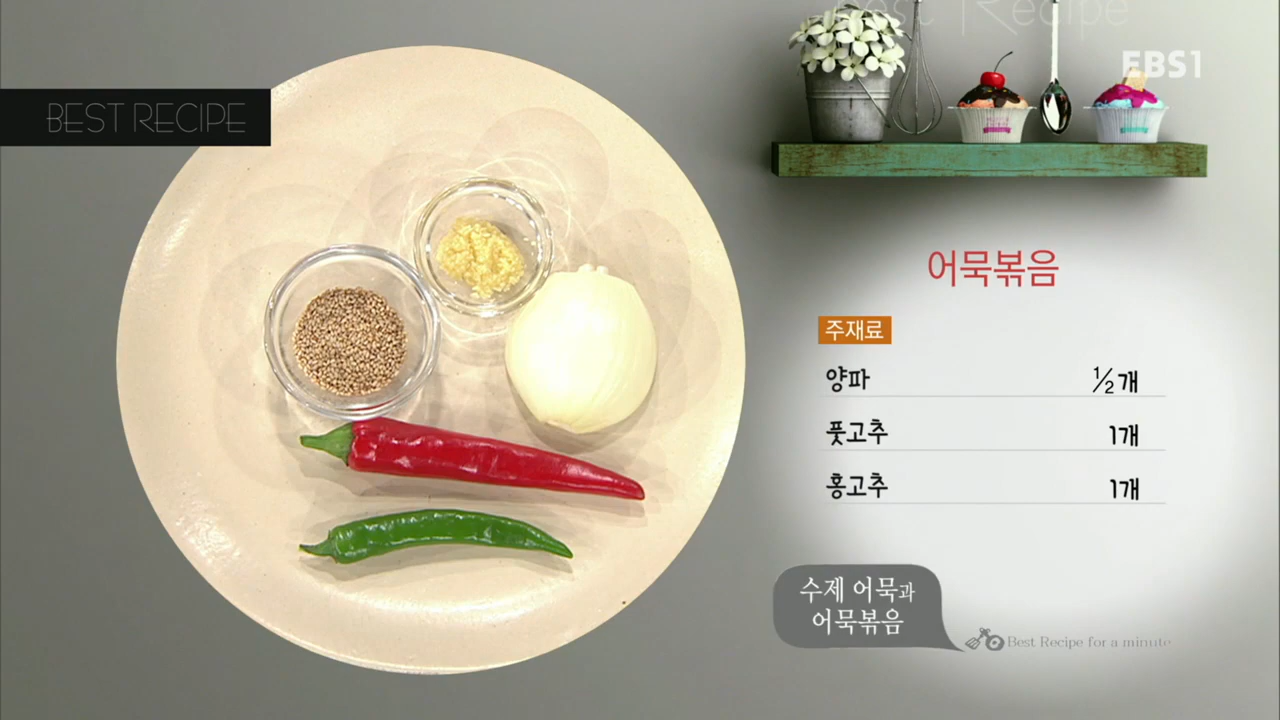 Best Recipe
EBS1
BEST RECIPE
어묵볶음
주재료
양파 ½개
풋고추 1개
홍고추 1개
수제 어묵과
어묵볶음
Best Recipe for a minute